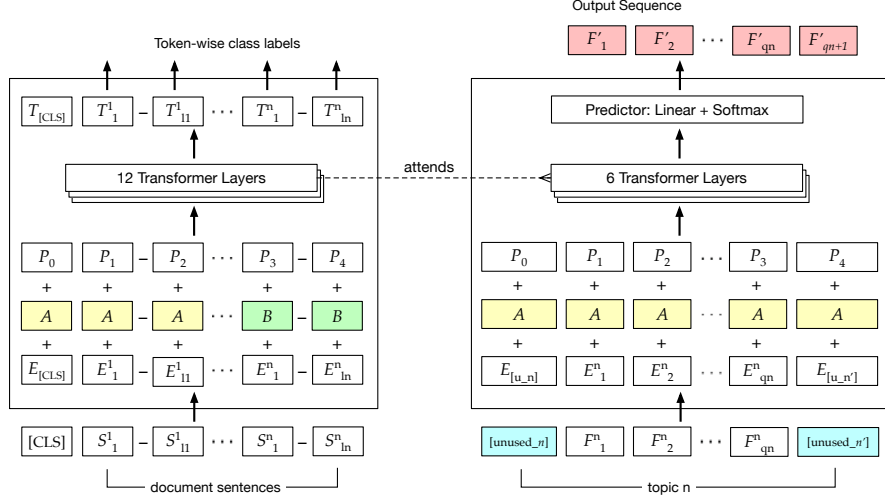 Output Sequence
Token-wise class labels
F′1 F′2 ··· F′qn F′qn+1
T[CLS] T¹1 – T¹l1 ··· Tⁿ1 – Tⁿln
Predictor: Linear + Softmax
12 Transformer Layers
attends
6 Transformer Layers
P0 P1 – P2 ··· P3 – P4
P0 P1 P2 ··· P3 P4
+ + + + +
+ + + + +
A A – A ··· B – B
A A A ··· A A
+ + + + +
+ + + + +
E[CLS] E¹1 – E¹l1 ··· Eⁿ1 – Eⁿln
E[u_n] Eⁿ1 Eⁿ2 ··· Eⁿqn E[u_n′]
[CLS] S¹1 – S¹l1 ··· Sⁿ1 – Sⁿln
[unused_n] Fⁿ1 Fⁿ2 ··· Fⁿqn [unused_n′]
document sentences
topic n